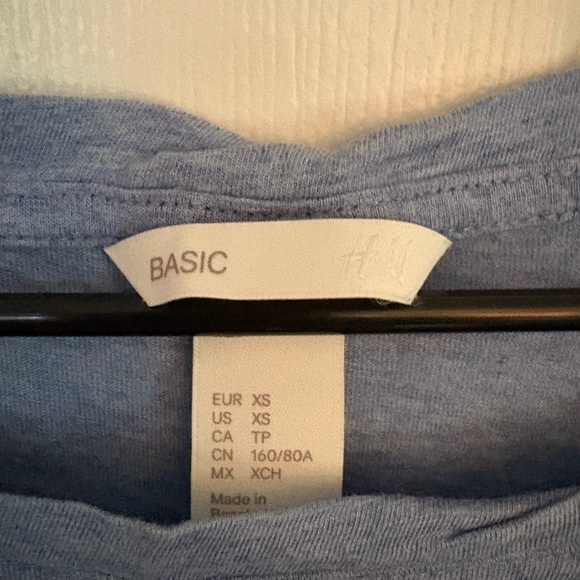 BASIC H&M
EUR XS
US XS
CA TP
CN 160/80A
MX XCH
Made in